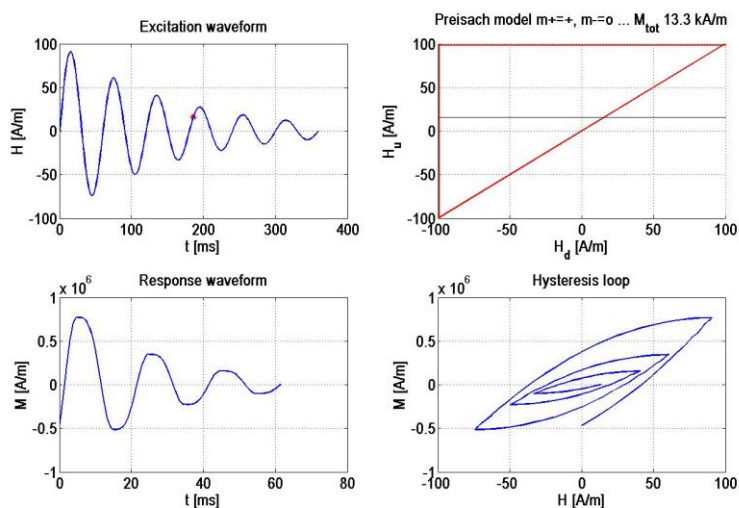 Excitation waveform
100
50
0
-50
-100
H [A/m]
0 100 200 300 400
t [ms]
Preisach model m+=+, m-=o ... M_tot 13.3 kA/m
100
50
0
-50
-100
H_u [A/m]
-100 -50 0 50 100
H_d [A/m]
Response waveform
x 10^6
1
0.5
0
-0.5
-1
M [A/m]
0 20 40 60 80
t [ms]
Hysteresis loop
x 10^6
1
0.5
0
-0.5
-1
M [A/m]
-100 -50 0 50 100
H [A/m]